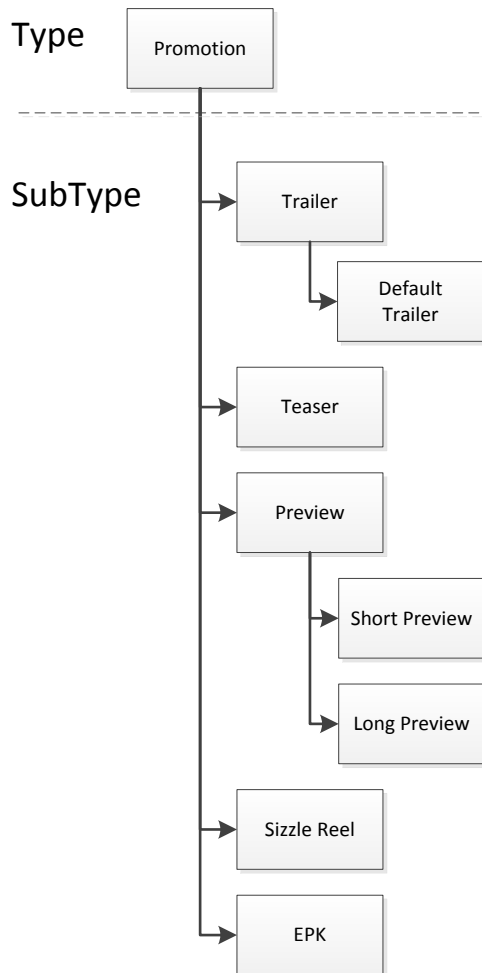 Type
Promotion
SubType
Trailer
Default
Trailer
Teaser
Preview
Short Preview
Long Preview
Sizzle Reel
EPK